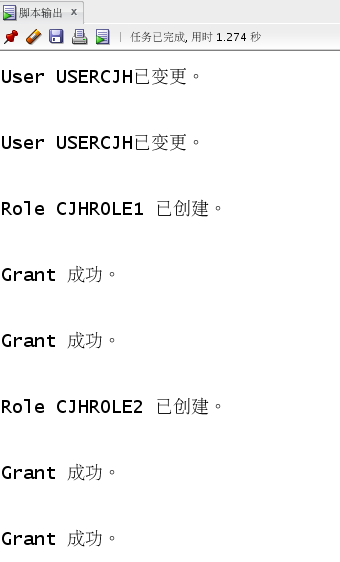 脚本输出 x
任务已完成, 用时 1.274 秒
User USERCJH已变更。
User USERCJH已变更。
Role CJHROLE1 已创建。
Grant 成功。
Grant 成功。
Role CJHROLE2 已创建。
Grant 成功。
Grant 成功。